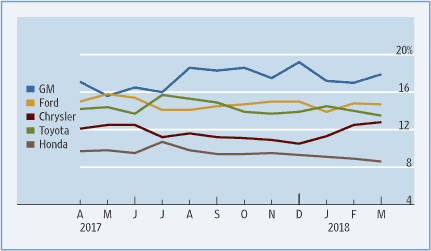 20%
GM
Ford
Chrysler
Toyota
Honda
16
12
8
4
A M J J A S O N D J F M
2017 2018